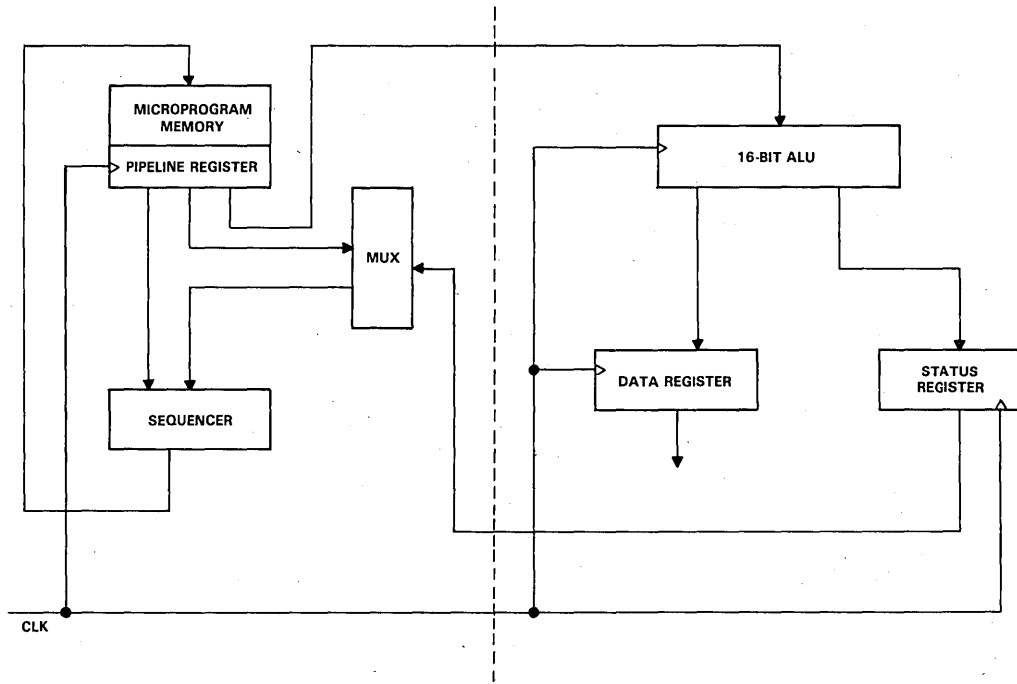 MICROPROGRAM
MEMORY
PIPELINE REGISTER
MUX
SEQUENCER
CLK
16-BIT ALU
DATA REGISTER
STATUS
REGISTER